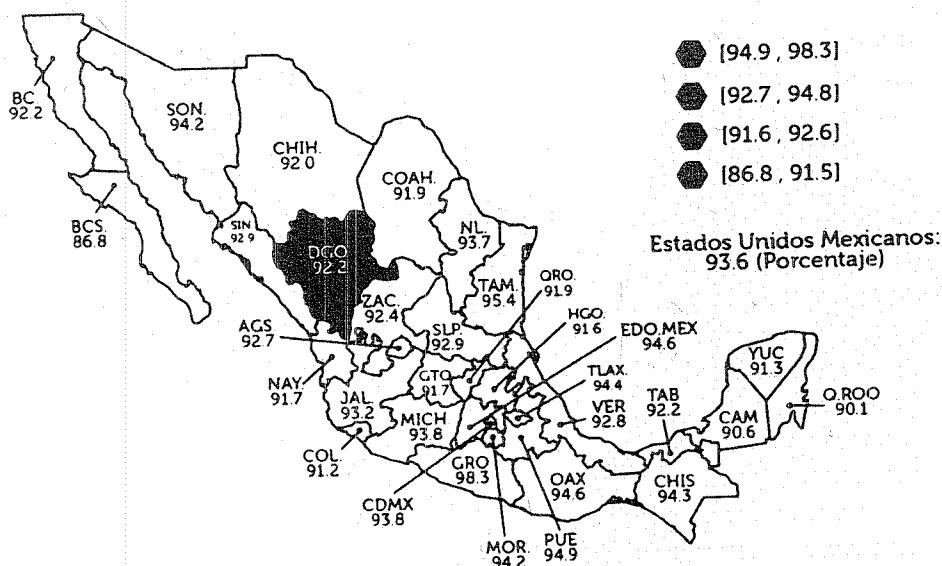 [94.9 , 98.3]
[92.7 , 94.8]
[91.6 , 92.6]
[86.8 , 91.5]
Estados Unidos Mexicanos:
93.6 (Porcentaje)
BC.
92.2
SON.
94.2
CHIH.
92.0
COAH.
91.9
BCS.
86.8
SIN
92.9
DGO
92.2
NL.
93.7
TAM.
95.4
ZAC.
92.4
SLP.
92.9
QRO.
91.9
HGO.
91.6
EDO.MEX
94.6
AGS.
92.7
NAY.
91.7
JAL.
93.2
GTO.
91.7
TLAX.
94.4
VER
92.8
TAB
92.2
YUC
91.3
CAM
90.6
Q.ROO
90.1
COL.
91.2
MICH
93.8
GRO
98.3
OAX
94.6
CHIS
94.3
CDMX
93.8
MOR.
94.2
PUE
94.9